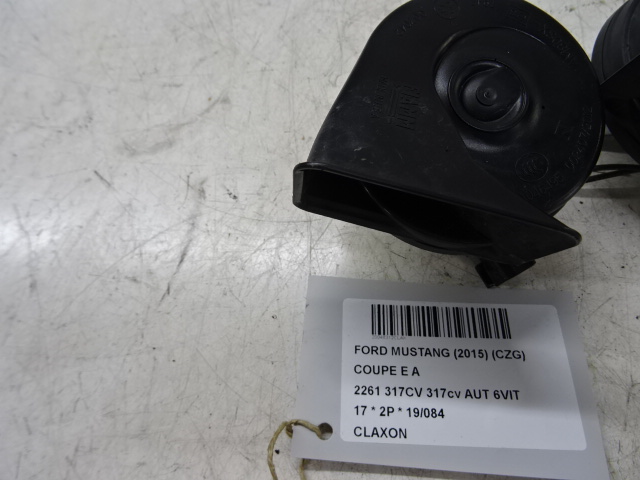 FORD MUSTANG (2015) (CZG)
COUPE E A
2261 317CV 317cv AUT 6VIT
17 * 2P * 19/084
CLAXON